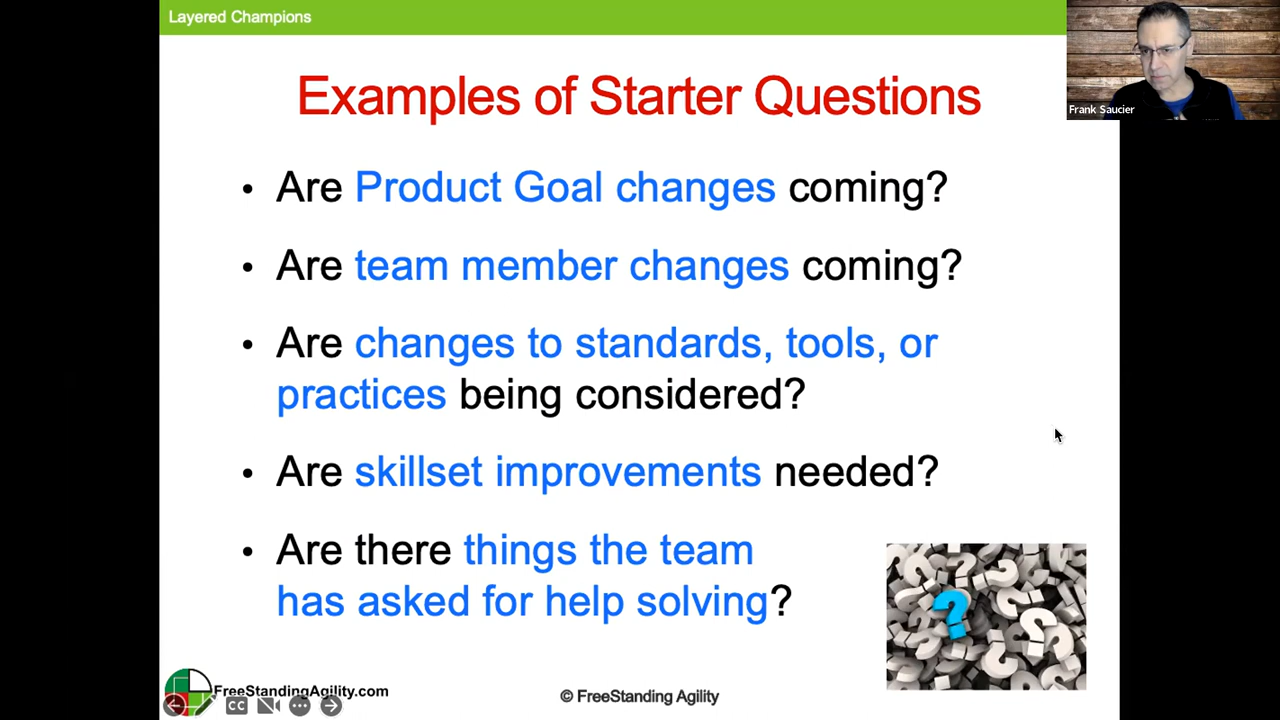 Layered Champions
Frank Saucier
Examples of Starter Questions
• Are Product Goal changes coming?
• Are team member changes coming?
• Are changes to standards, tools, or
practices being considered?
• Are skillset improvements needed?
• Are there things the team
has asked for help solving?
FreeStandingAgility.com
© FreeStanding Agility
CC